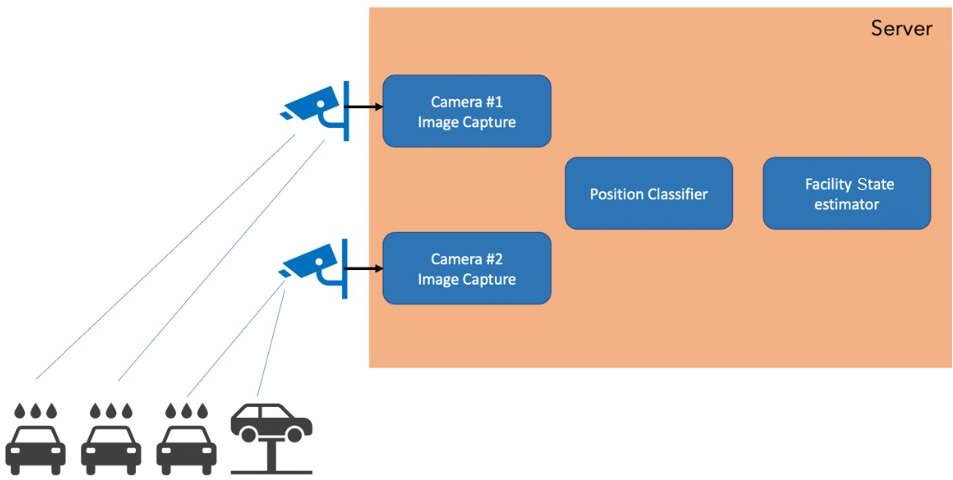 Server
Camera #1
Image Capture
Position Classifier
Facility State
estimator
Camera #2
Image Capture